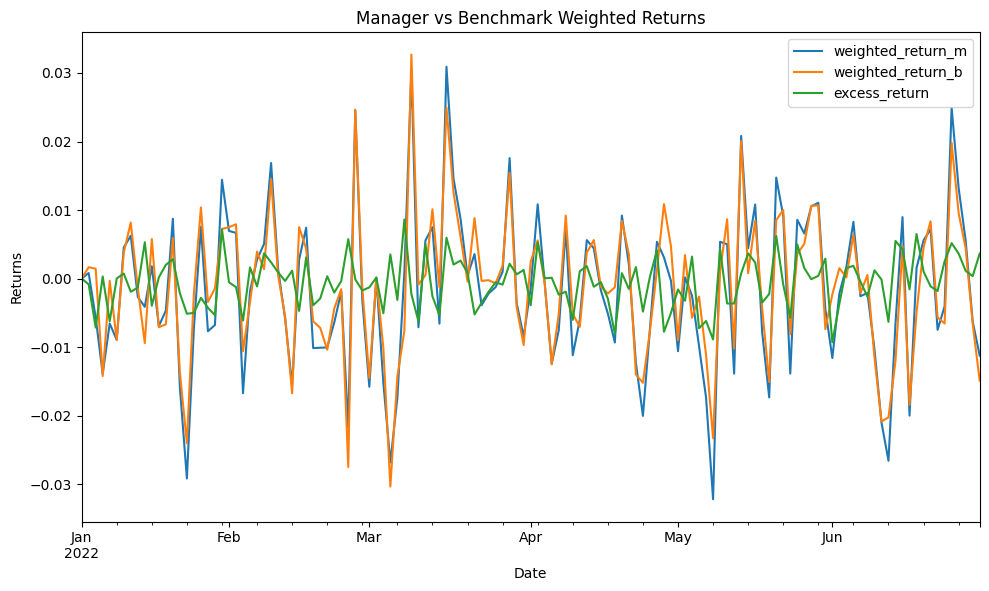 Manager vs Benchmark Weighted Returns
weighted_return_m
weighted_return_b
excess_return
Returns
0.03
0.02
0.01
0.00
−0.01
−0.02
−0.03
Jan Feb Mar Apr May Jun
2022
Date